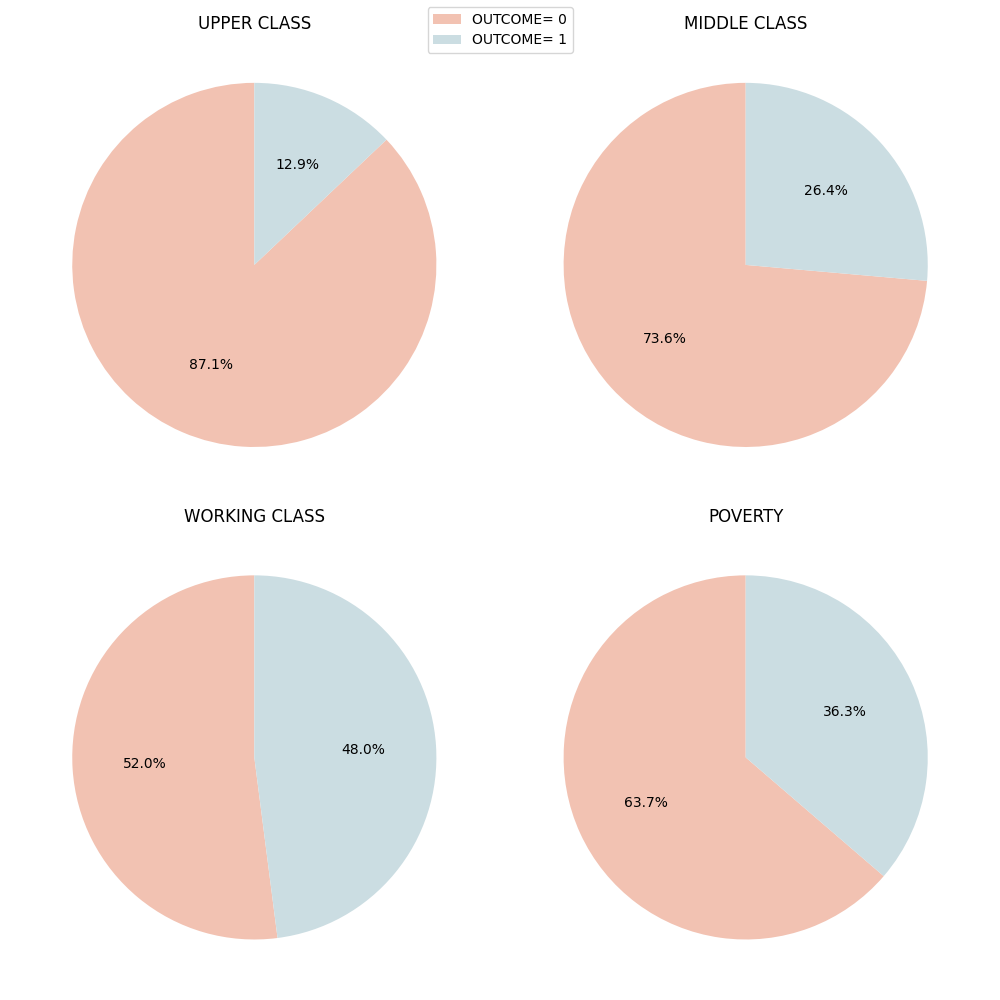 UPPER CLASS
OUTCOME= 0
OUTCOME= 1
MIDDLE CLASS
12.9%
87.1%
26.4%
73.6%
WORKING CLASS
POVERTY
48.0%
52.0%
36.3%
63.7%